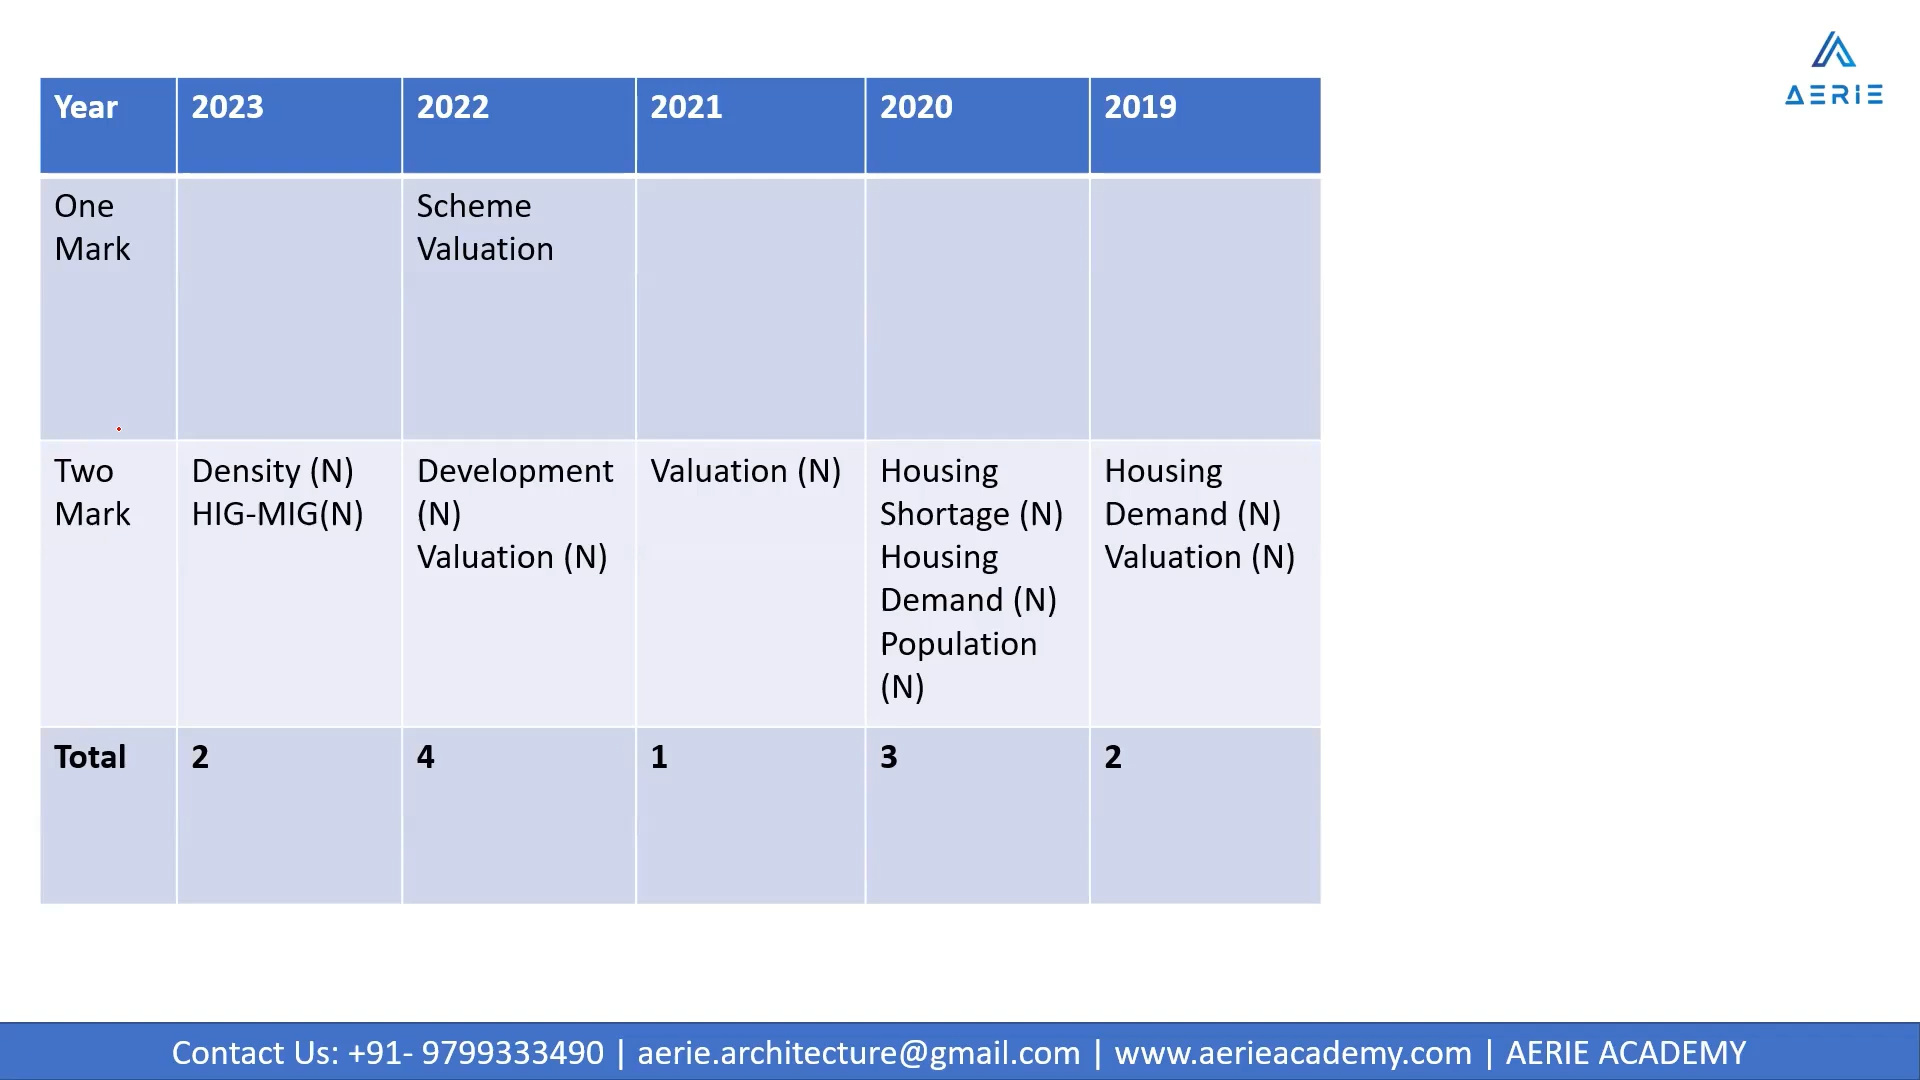 AERIE
Year 2023 2022 2021 2020 2019
One Mark
Scheme
Valuation
Two Mark
Density (N)
HIG-MIG(N)
Development
(N)
Valuation (N)
Valuation (N)
Housing
Shortage (N)
Housing
Demand (N)
Population
(N)
Housing
Demand (N)
Valuation (N)
Total 2 4 1 3 2
Contact Us: +91- 9799333490 | aerie.architecture@gmail.com | www.aerieacademy.com | AERIE ACADEMY